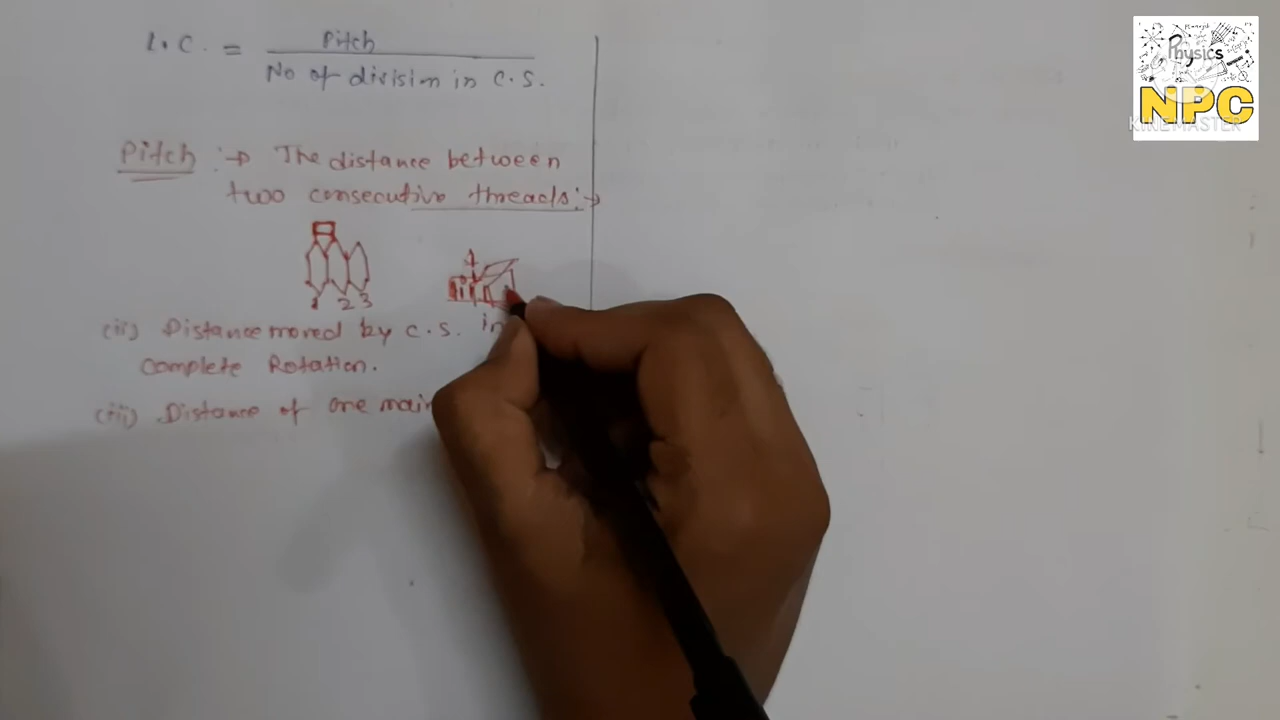 L.C. = Pitch
No of division in C.S.
Pitch :→ The distance between
two consecutive threads:→
1 2 3
(ii) Distance moved by C.S. in
Complete Rotation.
(iii) Distance of one main
Physics
NPC
KINEMASTER